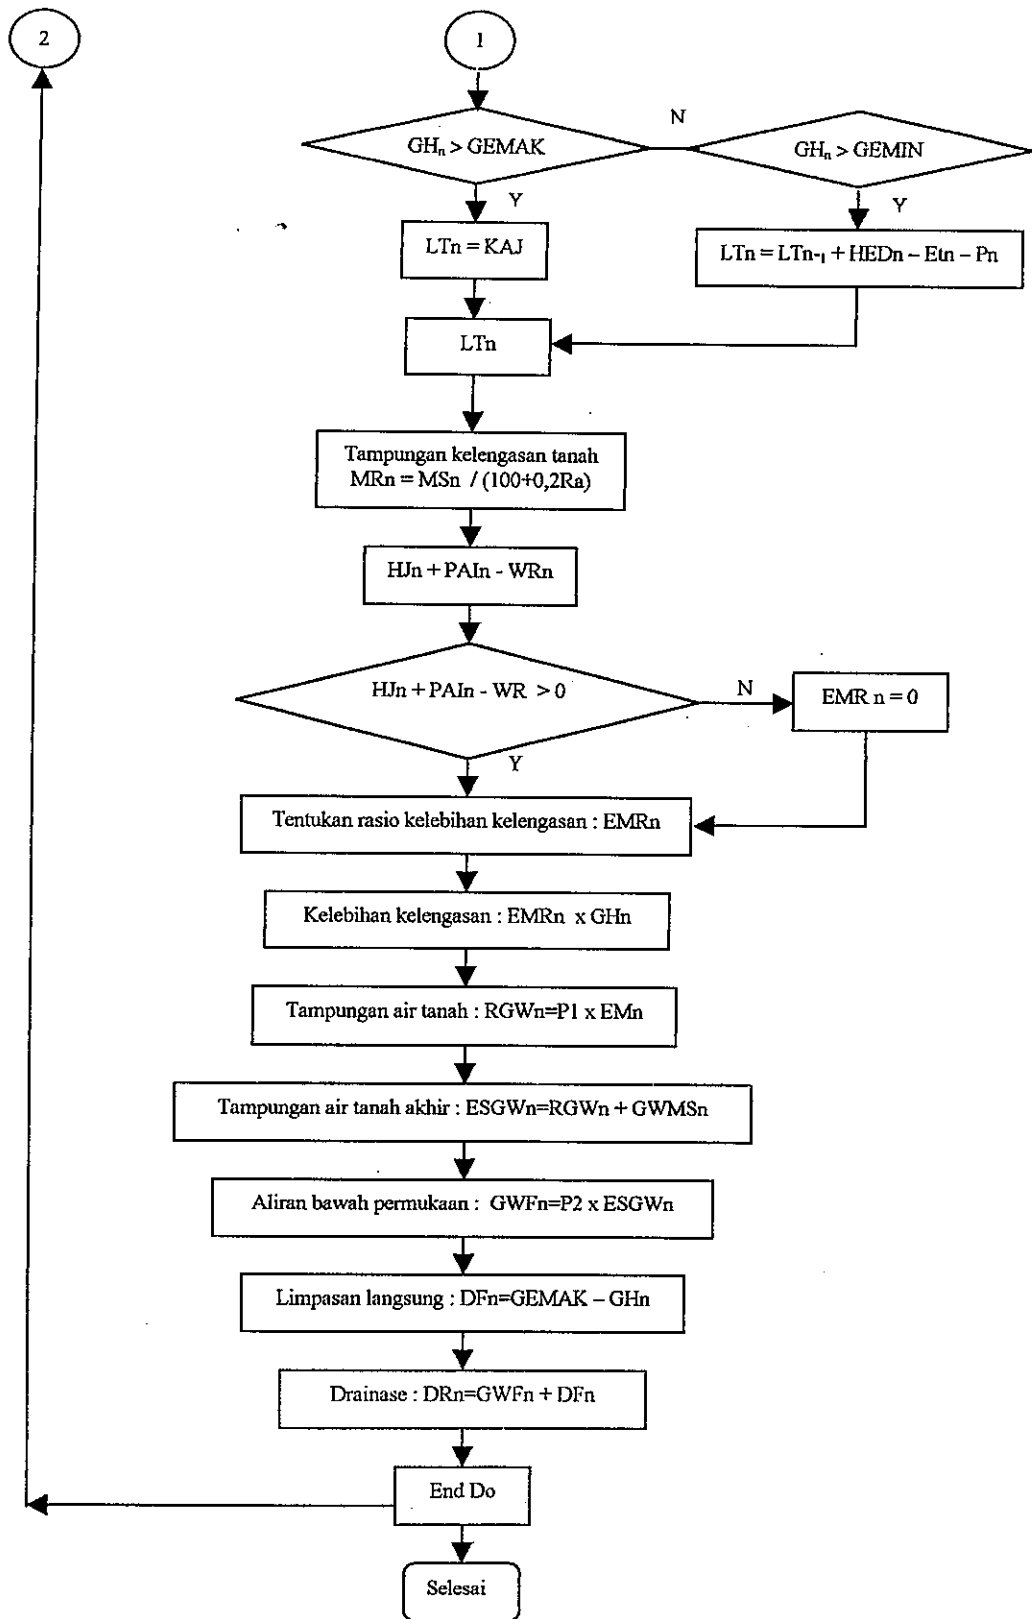 2
1
GHn > GEMAK
N
GHn > GEMIN
Y
Y
LTn = KAJ
LTn = LTn-1 + HEDn – Etn – Pn
LTn
Tampungan kelengasan tanah
MRn = MSn / (100+0,2Ra)
HJn + PAIn - WRn
HJn + PAIn - WR > 0
N
EMR n = 0
Y
Tentukan rasio kelebihan kelengasan : EMRn
Kelebihan kelengasan : EMRn x GHn
Tampungan air tanah : RGWn=P1 x EMn
Tampungan air tanah akhir : ESGWn=RGWn + GWMSn
Aliran bawah permukaan : GWFn=P2 x ESGWn
Limpasan langsung : DFn=GEMAK – GHn
Drainase : DRn=GWFn + DFn
End Do
Selesai